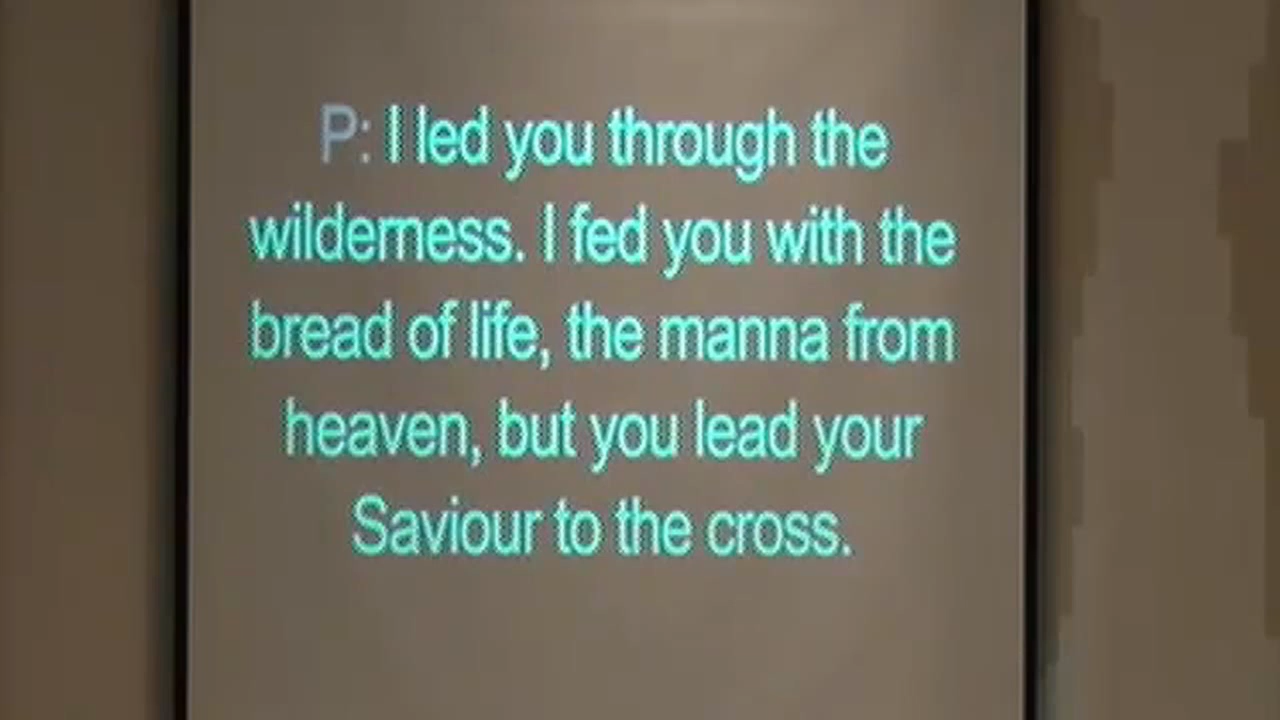 P: I led you through the
wilderness. I fed you with the
bread of life, the manna from
heaven, but you lead your
Saviour to the cross.